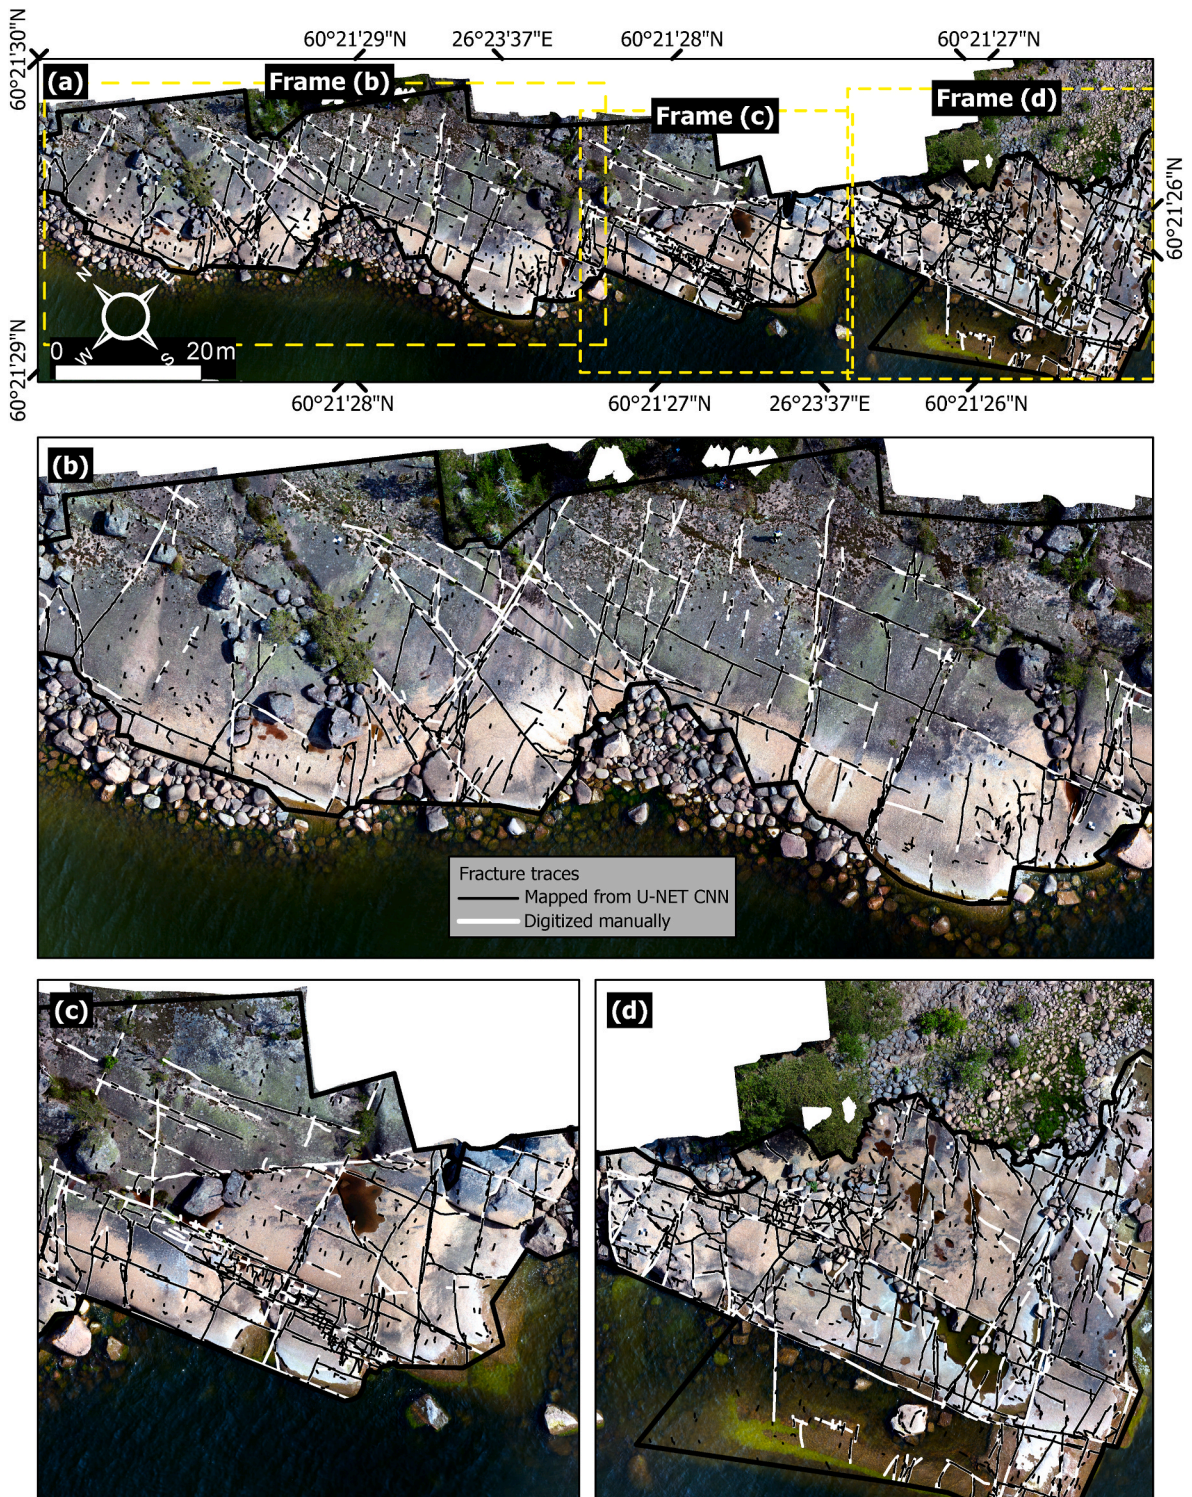 60°21'30"N
60°21'29"N
26°23'37"E
60°21'28"N
60°21'27"N
(a)
Frame (b)
Frame (c)
Frame (d)
60°21'26"N
N
E
W
S
0
20 m
60°21'29"N
60°21'28"N
60°21'27"N
26°23'37"E
60°21'26"N
(b)
Fracture traces
Mapped from U-NET CNN
Digitized manually
(c)
(d)